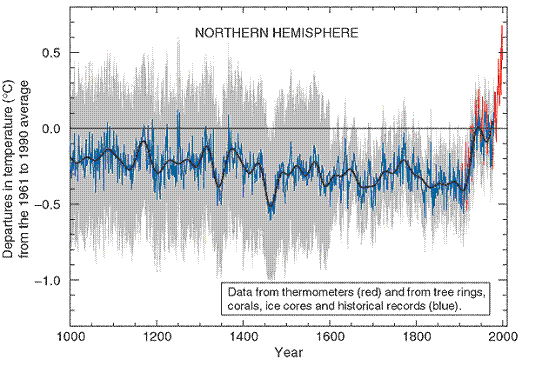 NORTHERN HEMISPHERE
Departures in temperature (°C)
from the 1961 to 1990 average
0.5
0.0
−0.5
−1.0
Data from thermometers (red) and from tree rings,
corals, ice cores and historical records (blue).
1000
1200
1400
1600
1800
2000
Year